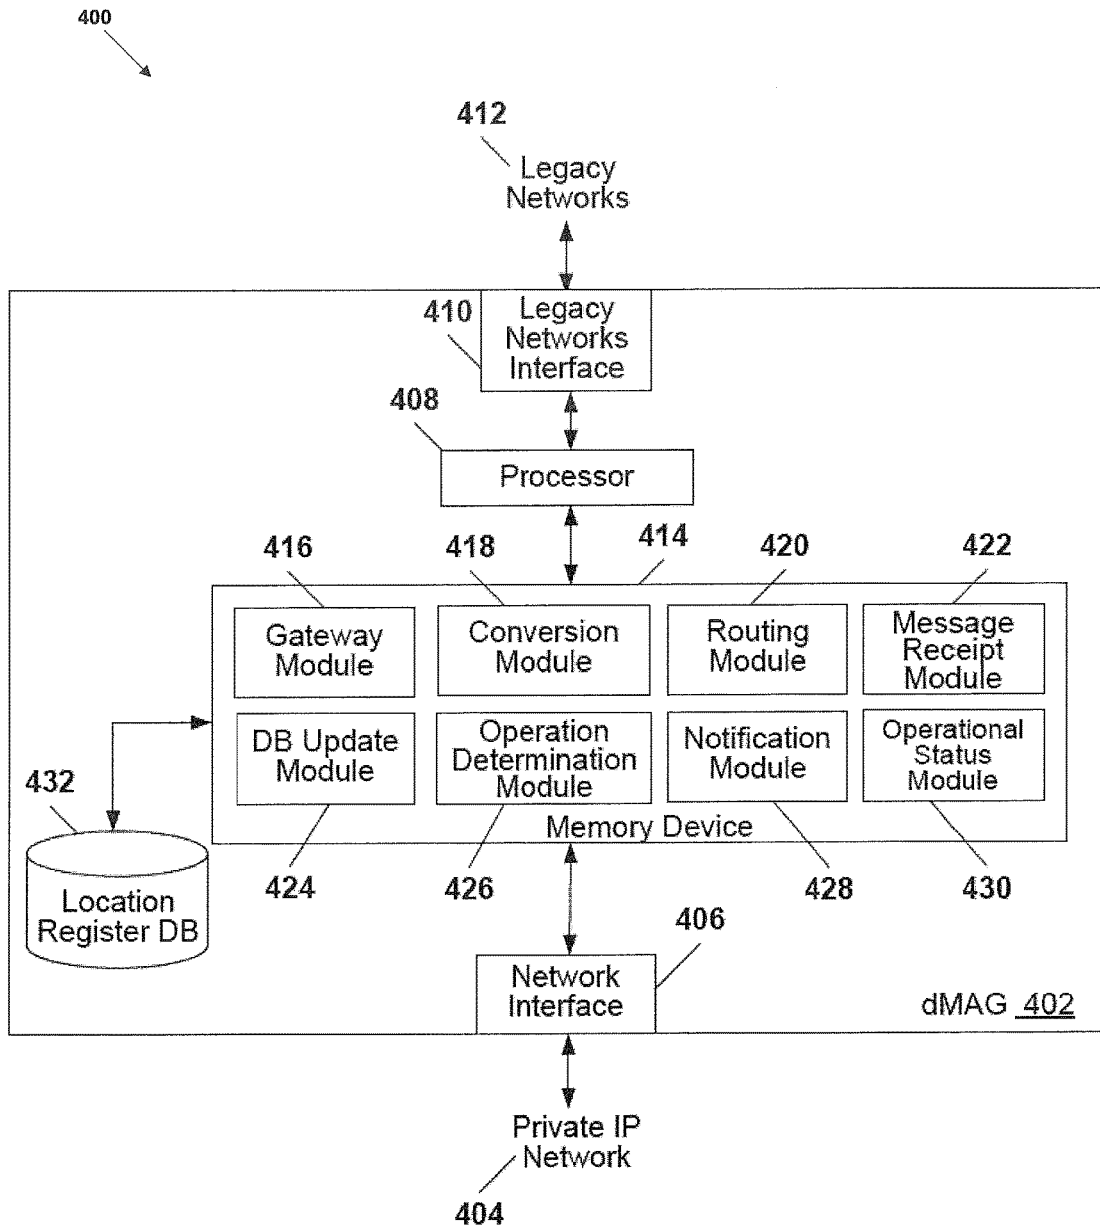 400
412
Legacy
Networks
410
Legacy
Networks
Interface
408
Processor
416
418
414
420
422
Gateway
Module
Conversion
Module
Routing
Module
Message
Receipt
Module
DB Update
Module
Operation
Determination
Module
Notification
Module
Operational
Status
Module
Memory Device
432
424
426
428
430
Location
Register DB
406
Network
Interface
dMAG 402
Private IP
Network
404